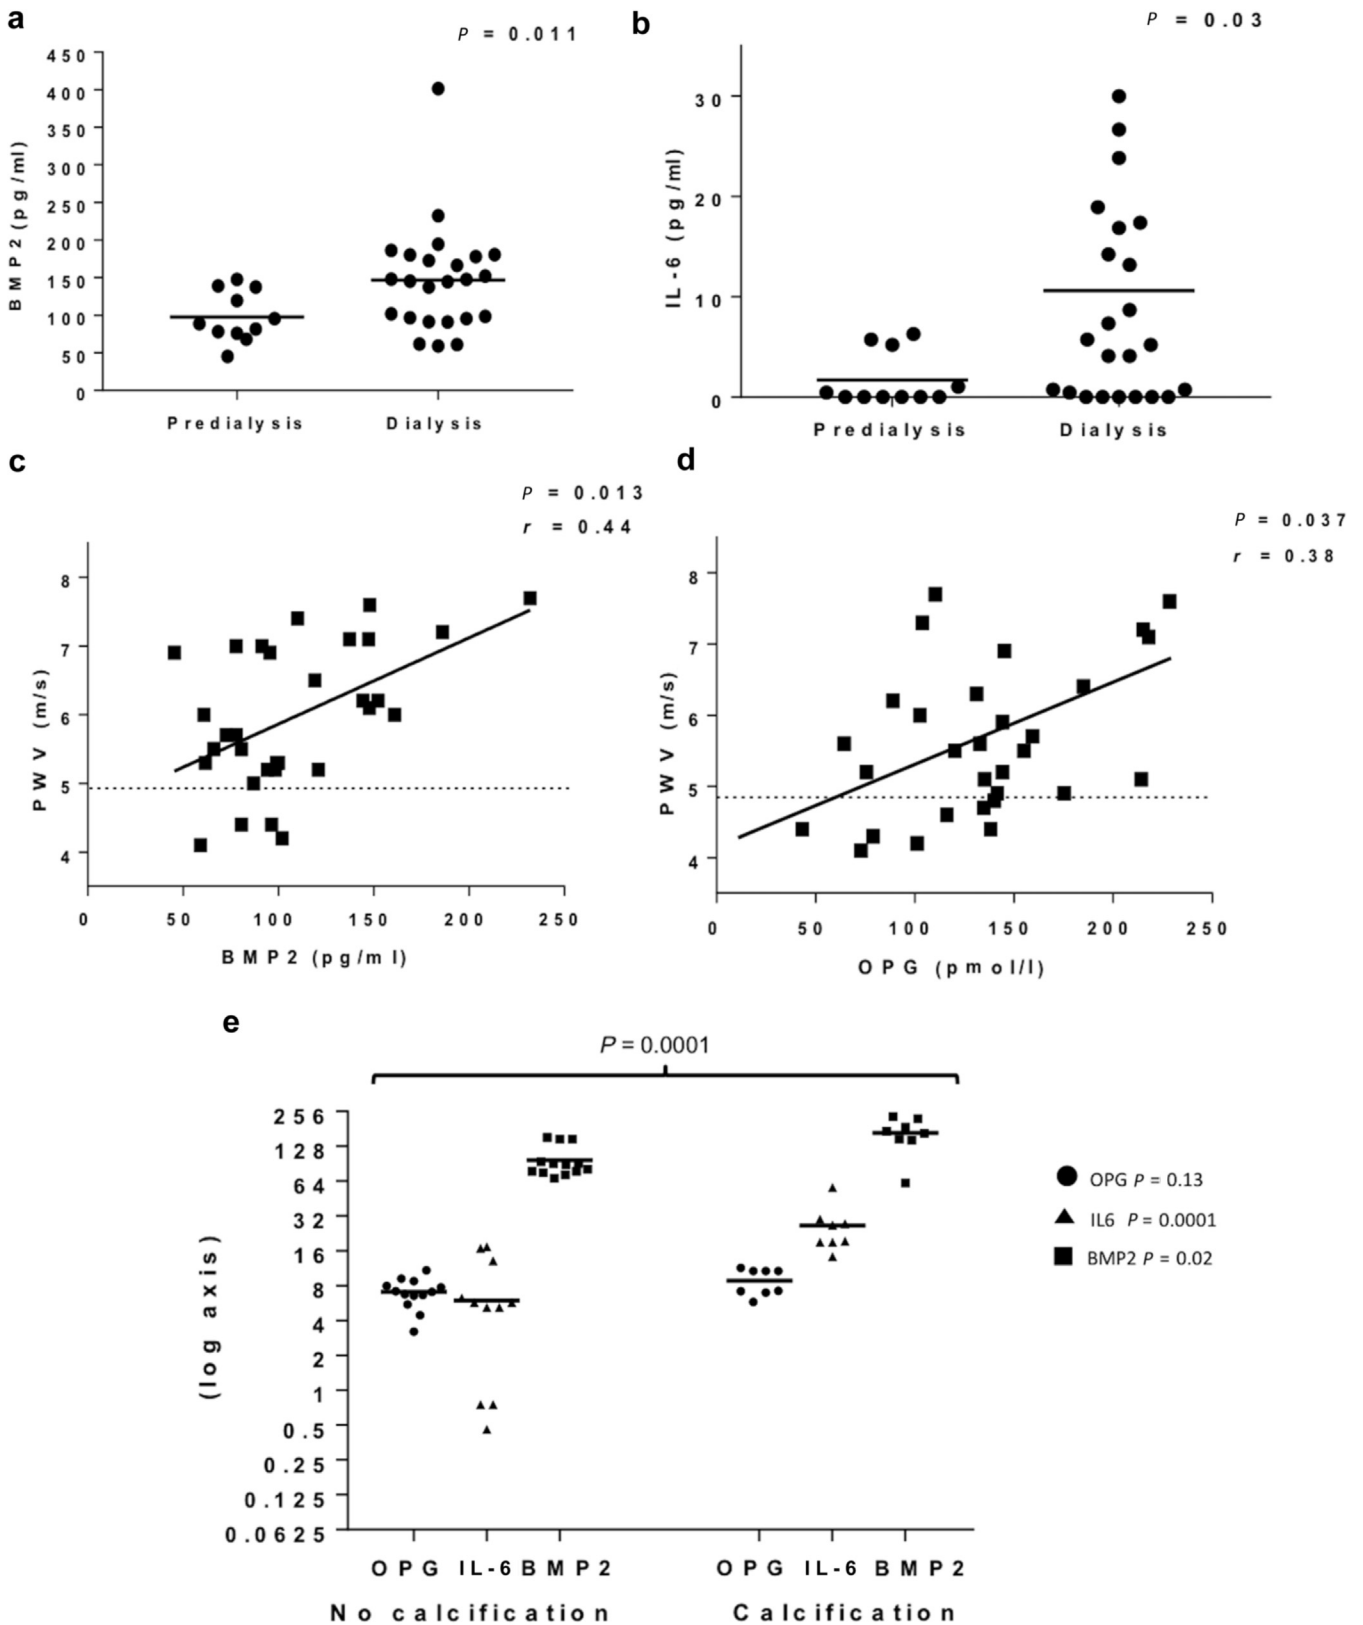 a
P = 0.011
BMP2 (pg/ml)
450
400
350
300
250
200
150
100
50
0
Predialysis Dialysis
b
P = 0.03
IL-6 (pg/ml)
30
20
10
0
Predialysis Dialysis
c
P = 0.013
r = 0.44
PWV (m/s)
8
7
6
5
4
0 50 100 150 200 250
BMP2 (pg/ml)
d
P = 0.037
r = 0.38
PWV (m/s)
8
7
6
5
4
0 50 100 150 200 250
OPG (pmol/l)
e
P = 0.0001
(log axis)
256
128
64
32
16
8
4
2
1
0.5
0.25
0.125
0.0625
OPG IL-6 BMP2 OPG IL-6 BMP2
No calcification Calcification
OPG P = 0.13
IL6 P = 0.0001
BMP2 P = 0.02